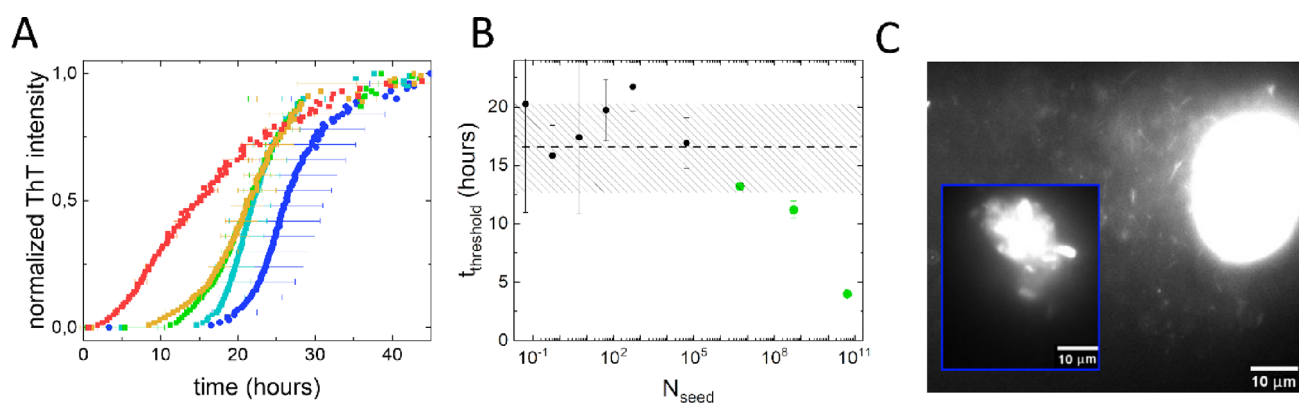 A
normalized ThT intensity
1,0
0,5
0,0
0
10
20
30
40
time (hours)
B
t_threshold (hours)
20
15
10
5
0
10^-1
10^2
10^5
10^8
10^11
N_seed
C
10 µm
10 µm